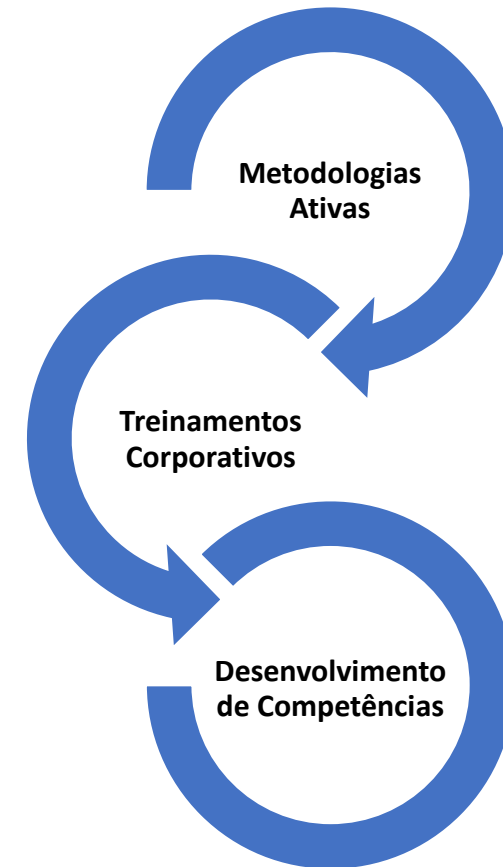 Metodologias
Ativas
Treinamentos
Corporativos
Desenvolvimento
de Competências